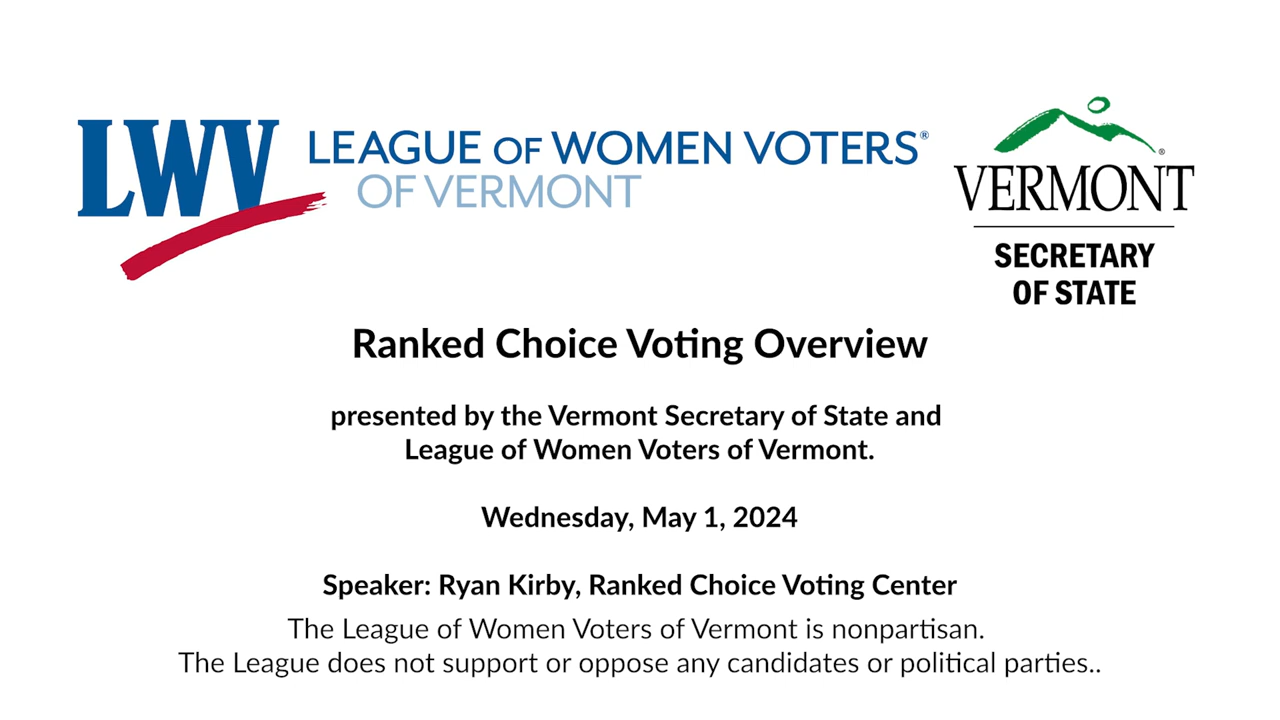 LWV LEAGUE OF WOMEN VOTERS®
OF VERMONT
VERMONT®
SECRETARY
OF STATE
Ranked Choice Voting Overview
presented by the Vermont Secretary of State and
League of Women Voters of Vermont.
Wednesday, May 1, 2024
Speaker: Ryan Kirby, Ranked Choice Voting Center
The League of Women Voters of Vermont is nonpartisan.
The League does not support or oppose any candidates or political parties..